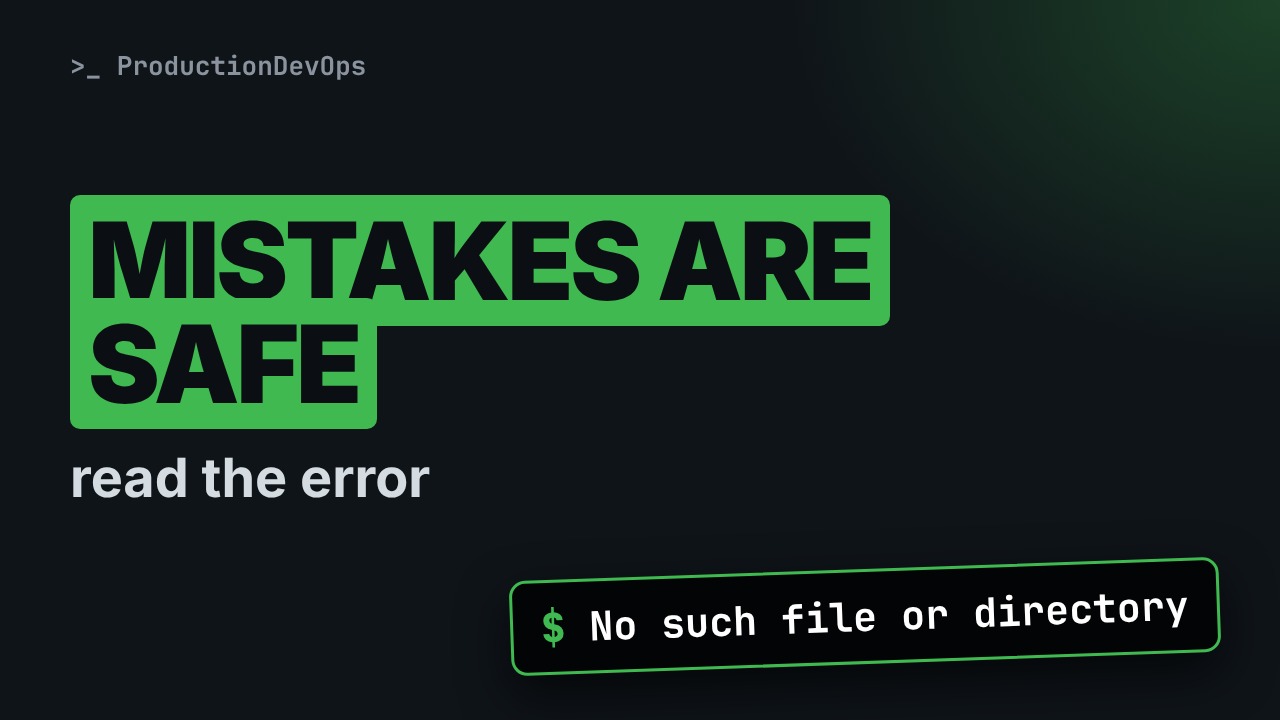 >_ ProductionDevOps
MISTAKES ARE
SAFE
read the error
$ No such file or directory